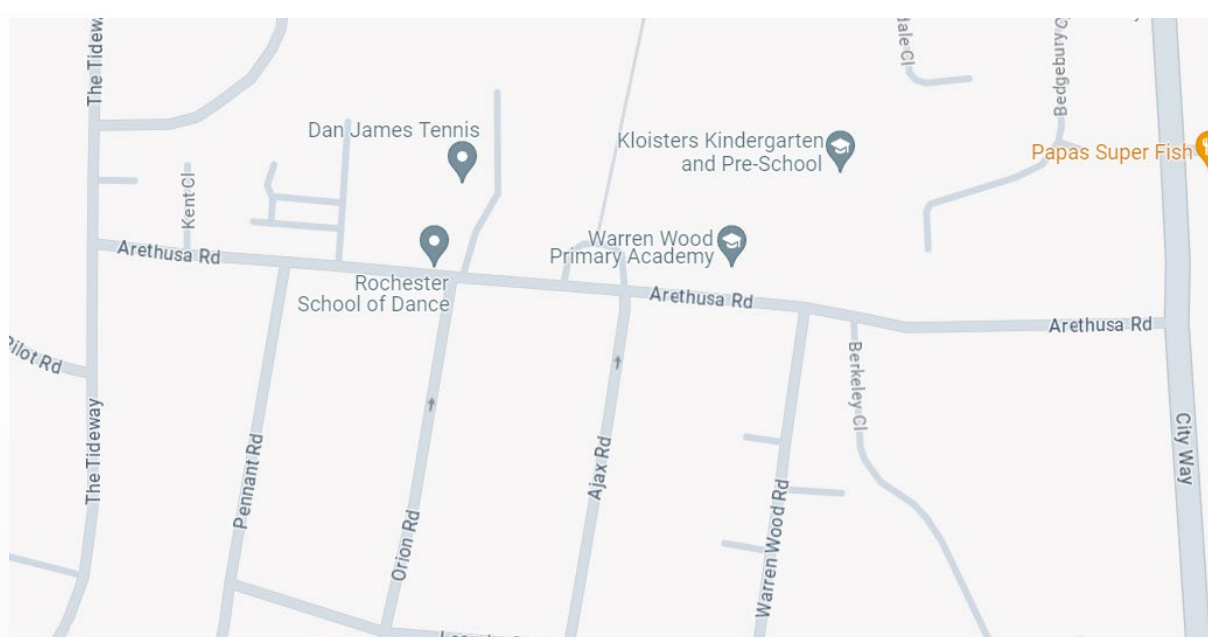 The Tideway
dale Cl
Bedgebury C
Dan James Tennis
Kloisters Kindergarten
and Pre-School
Papas Super Fish
Kent Cl
Arethusa Rd
Warren Wood
Primary Academy
Rochester
School of Dance
Arethusa Rd
Arethusa Rd
Pilot Rd
Berkeley Cl
The Tideway
Pennant Rd
Orion Rd
Ajax Rd
Warren Wood Rd
City Way